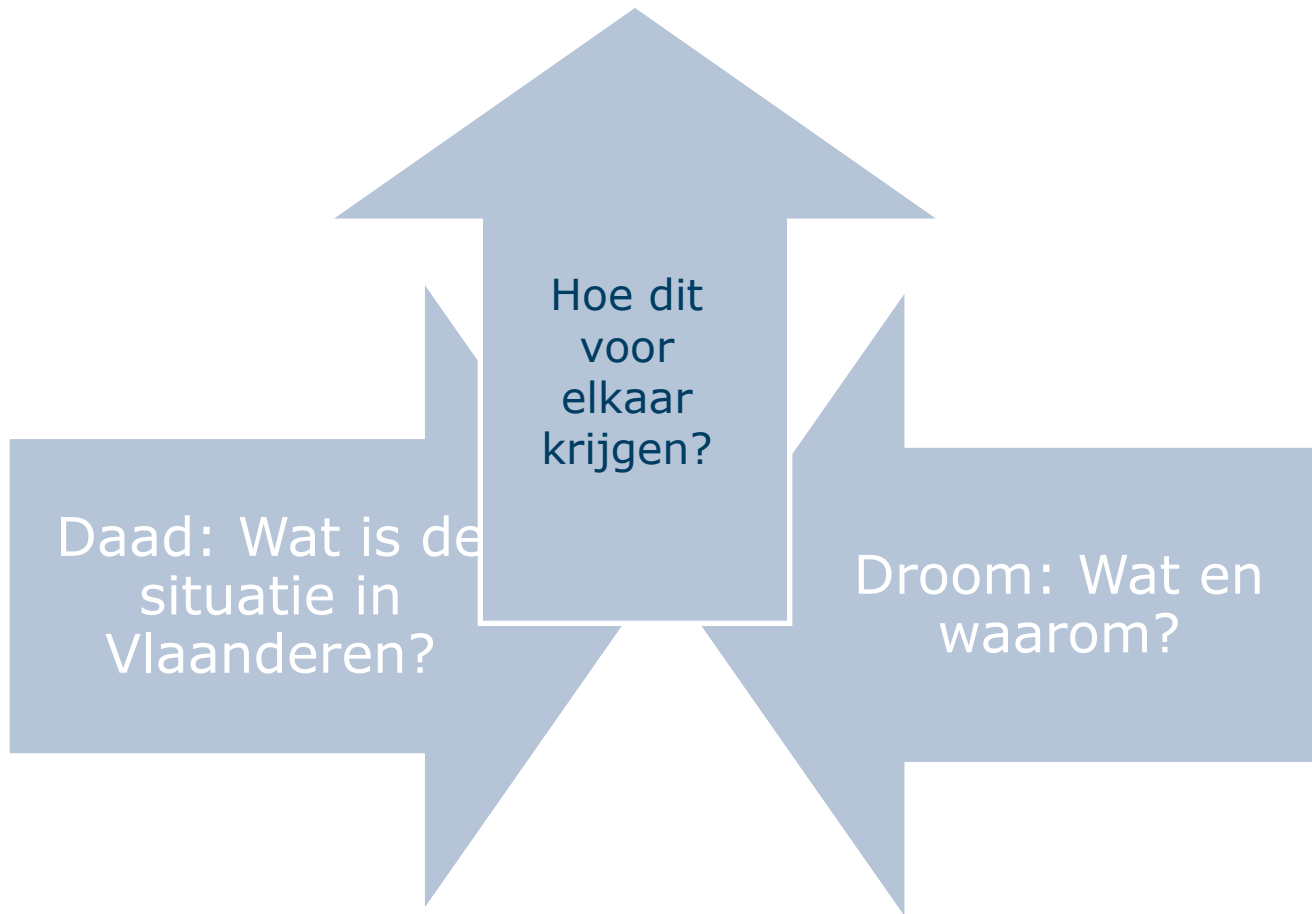 Hoe dit
voor
elkaar
krijgen?
Daad: Wat is de
situatie in
Vlaanderen?
Droom: Wat en
waarom?